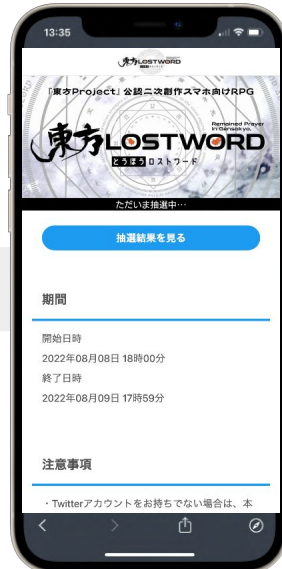 13:35
東方LOSTWORD
「東方Project」公認二次創作スマホ向けRPG
Remained Prayer
In Gensokyo.
東方LOSTWORD
とうほうロストワード
ただいま抽選中…
抽選結果を見る
期間
開始日時
2022年08月08日 18時00分
終了日時
2022年08月09日 17時59分
注意事項
・Twitterアカウントをお持ちでない場合は、本